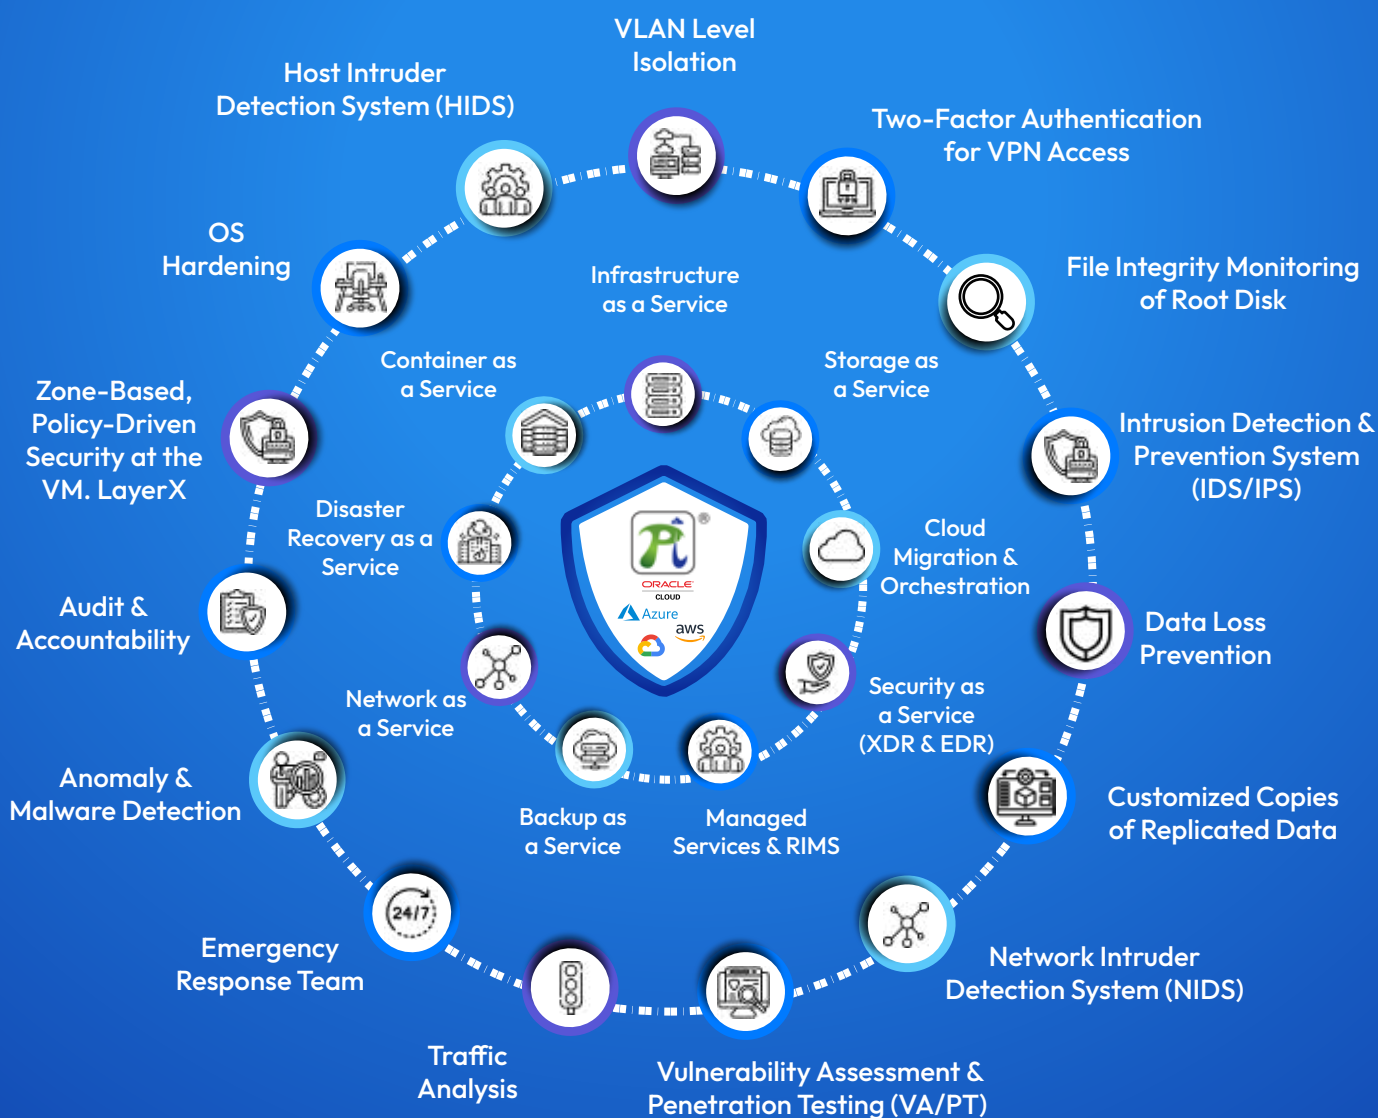 VLAN Level
Isolation
Host Intruder
Detection System (HIDS)
Two-Factor Authentication
for VPN Access
VPN
OS
Hardening
File Integrity Monitoring
of Root Disk
Infrastructure
as a Service
Container as
a Service
Storage as
a Service
Zone-Based,
Policy-Driven
Security at the
VM. LayerX
Intrusion Detection &
Prevention System
(IDS/IPS)
Disaster
Recovery as a
Service
Pi ®
ORACLE
CLOUD
Azure
aws
Cloud
Migration &
Orchestration
Audit &
Accountability
Data Loss
Prevention
Network as
a Service
Security as
a Service
(XDR & EDR)
Anomaly &
Malware Detection
Customized Copies
of Replicated Data
Backup as
a Service
Managed
Services & RIMS
24/7
Emergency
Response Team
Network Intruder
Detection System (NIDS)
Traffic
Analysis
Vulnerability Assessment &
Penetration Testing (VA/PT)